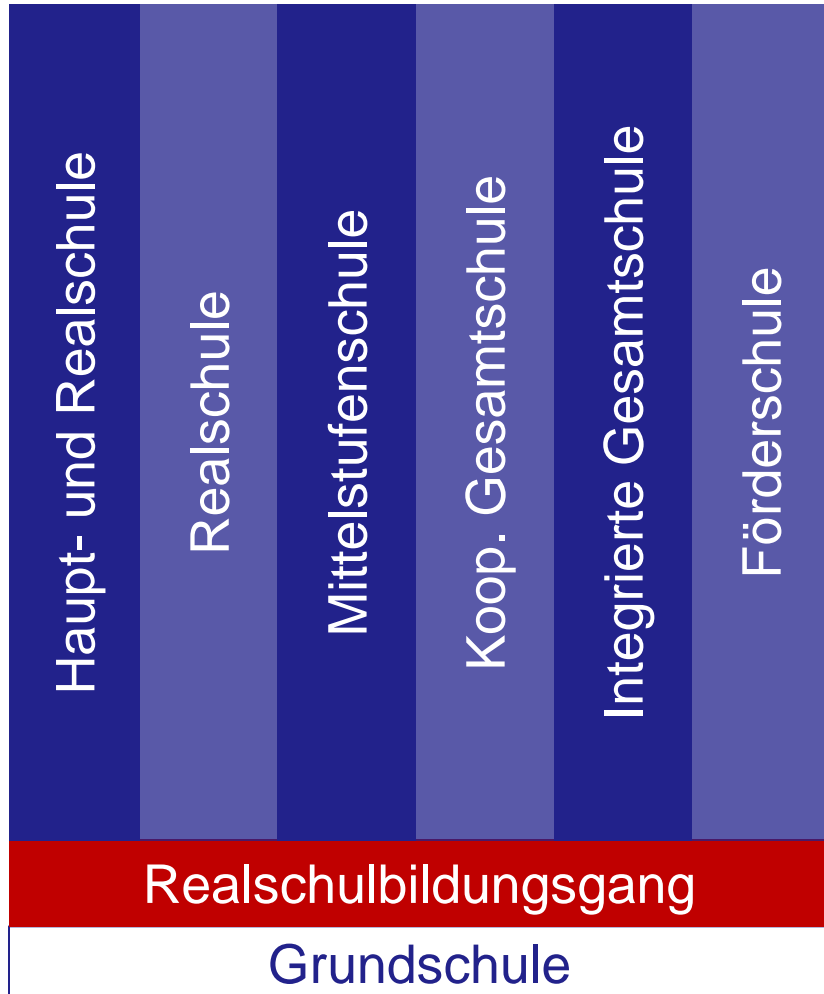 Haupt- und Realschule
Realschule
Mittelstufenschule
Koop. Gesamtschule
Integrierte Gesamtschule
Förderschule
Realschulbildungsgang
Grundschule